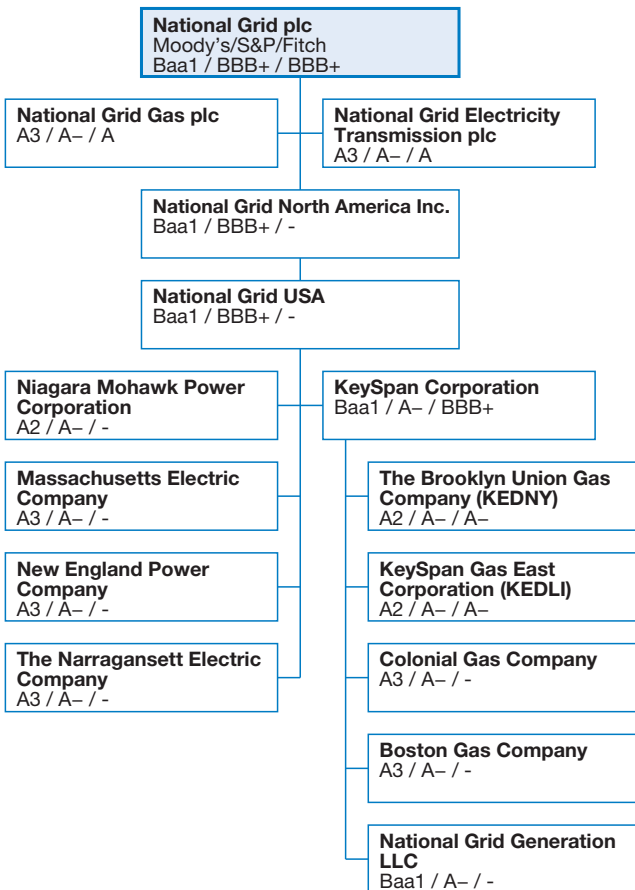 National Grid plc
Moody’s/S&P/Fitch
Baa1 / BBB+ / BBB+
National Grid Gas plc
A3 / A– / A
National Grid Electricity
Transmission plc
A3 / A– / A
National Grid North America Inc.
Baa1 / BBB+ / -
National Grid USA
Baa1 / BBB+ / -
Niagara Mohawk Power
Corporation
A2 / A– / -
KeySpan Corporation
Baa1 / A– / BBB+
Massachusetts Electric
Company
A3 / A– / -
The Brooklyn Union Gas
Company (KEDNY)
A2 / A– / A–
New England Power
Company
A3 / A– / -
KeySpan Gas East
Corporation (KEDLI)
A2 / A– / A–
The Narragansett Electric
Company
A3 / A– / -
Colonial Gas Company
A3 / A– / -
Boston Gas Company
A3 / A– / -
National Grid Generation
LLC
Baa1 / A– / -